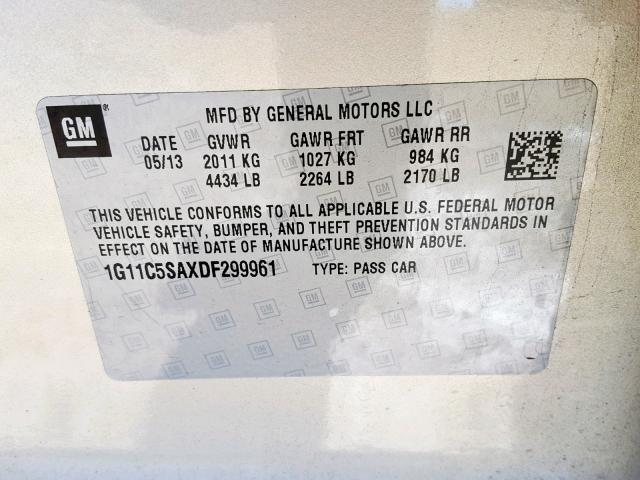 GM
MFD BY GENERAL MOTORS LLC
DATE GVWR GAWR FRT GAWR RR
05/13 2011 KG 1027 KG 984 KG
4434 LB 2264 LB 2170 LB
THIS VEHICLE CONFORMS TO ALL APPLICABLE U.S. FEDERAL MOTOR
VEHICLE SAFETY, BUMPER, AND THEFT PREVENTION STANDARDS IN
EFFECT ON THE DATE OF MANUFACTURE SHOWN ABOVE.
1G11C5SAXDF299961 TYPE: PASS CAR